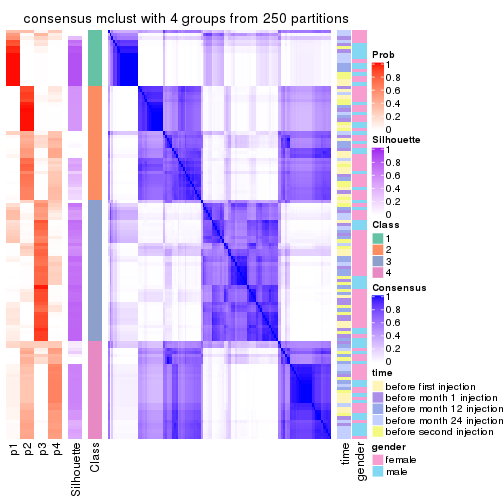 consensus mclust with 4 groups from 250 partitions
Prob
1
0.8
0.6
0.4
0.2
0
Silhouette
1
0.8
0.6
0.4
0.2
0
Class
1
2
3
4
Consensus
1
0.8
0.6
0.4
0.2
0
time
before first injection
before month 1 injection
before month 12 injection
before month 24 injection
before second injection
gender
female
male
p1
p2
p3
p4
Silhouette
Class
time
gender